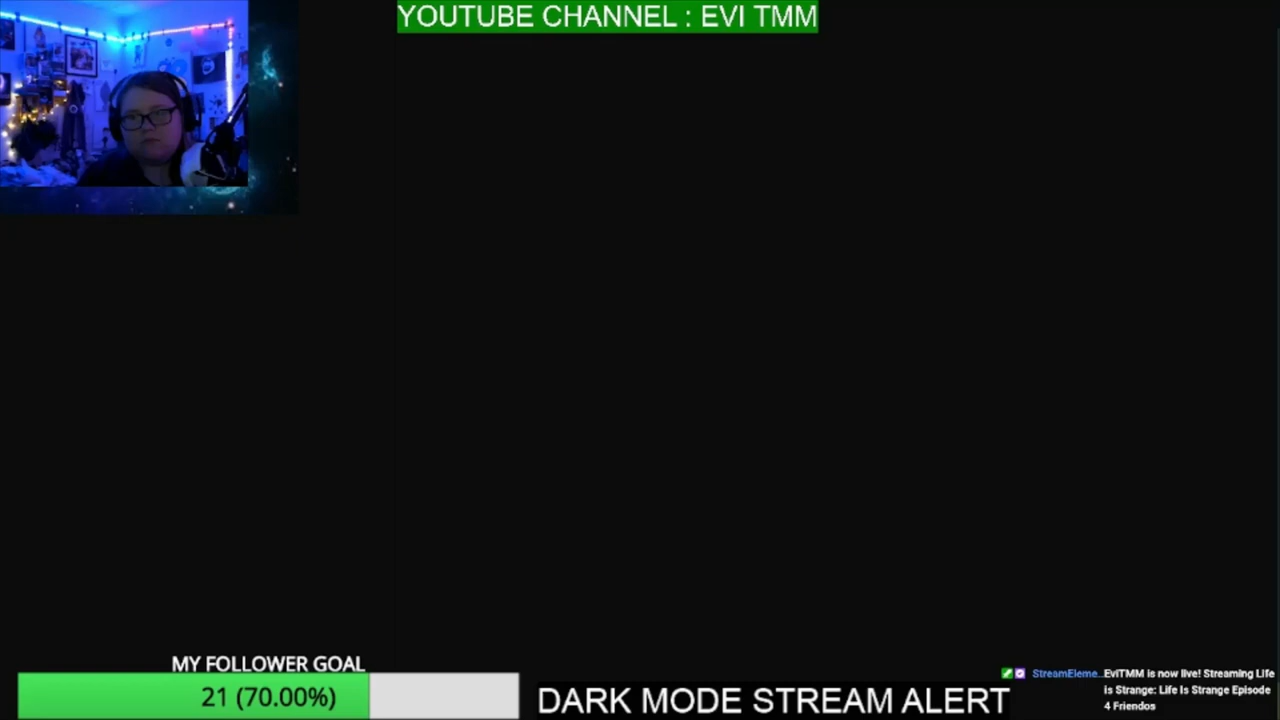 YOUTUBE CHANNEL : EVI TMM
MY FOLLOWER GOAL
21 (70.00%)
DARK MODE STREAM ALERT
StreamEleme...EviTMM is now live! Streaming Life
is Strange: Life Is Strange Episode
4 Friendos